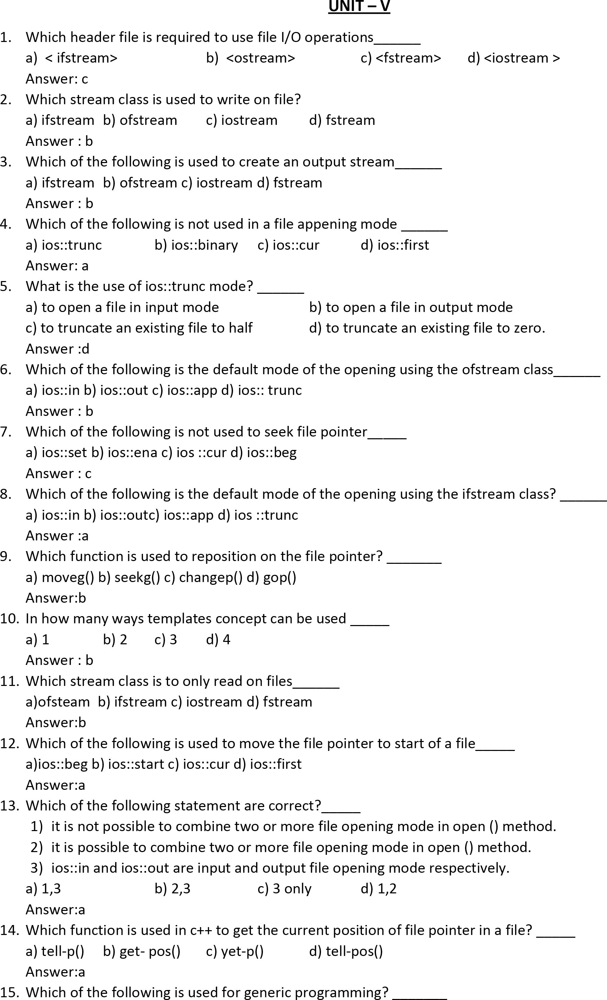 UNIT – V
1. Which header file is required to use file I/O operations______
a) < ifstream> b) <ostream> c) <fstream> d) <iostream >
Answer: c
2. Which stream class is used to write on file?
a) ifstream b) ofstream c) iostream d) fstream
Answer : b
3. Which of the following is used to create an output stream______
a) ifstream b) ofstream c) iostream d) fstream
Answer : b
4. Which of the following is not used in a file appening mode ______
a) ios::trunc b) ios::binary c) ios::cur d) ios::first
Answer: a
5. What is the use of ios::trunc mode? ______
a) to open a file in input mode b) to open a file in output mode
c) to truncate an existing file to half d) to truncate an existing file to zero.
Answer :d
6. Which of the following is the default mode of the opening using the ofstream class______
a) ios::in b) ios::out c) ios::app d) ios:: trunc
Answer : b
7. Which of the following is not used to seek file pointer_____
a) ios::set b) ios::ena c) ios ::cur d) ios::beg
Answer : c
8. Which of the following is the default mode of the opening using the ifstream class? ______
a) ios::in b) ios::outc) ios::app d) ios ::trunc
Answer :a
9. Which function is used to reposition on the file pointer? _______
a) moveg() b) seekg() c) changep() d) gop()
Answer:b
10. In how many ways templates concept can be used _____
a) 1 b) 2 c) 3 d) 4
Answer : b
11. Which stream class is to only read on files______
a)ofsteam b) ifstream c) iostream d) fstream
Answer:b
12. Which of the following is used to move the file pointer to start of a file_____
a)ios::beg b) ios::start c) ios::cur d) ios::first
Answer:a
13. Which of the following statement are correct?_____
1) it is not possible to combine two or more file opening mode in open () method.
2) it is possible to combine two or more file opening mode in open () method.
3) ios::in and ios::out are input and output file opening mode respectively.
a) 1,3 b) 2,3 c) 3 only d) 1,2
Answer:a
14. Which function is used in c++ to get the current position of file pointer in a file? _____
a) tell-p() b) get- pos() c) yet-p() d) tell-pos()
Answer:a
15. Which of the following is used for generic programming? _______